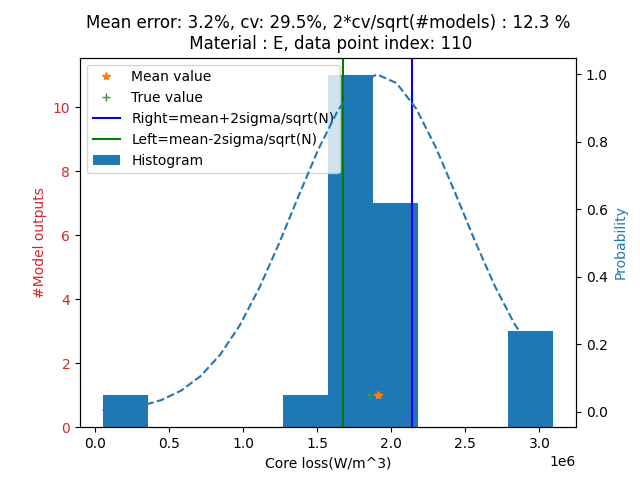 Mean error: 3.2%, cv: 29.5%, 2*cv/sqrt(#models) : 12.3 %
Material : E, data point index: 110
Mean value
True value
Right=mean+2sigma/sqrt(N)
Left=mean-2sigma/sqrt(N)
Histogram
10
8
6
4
2
0
#Model outputs
1.0
0.8
0.6
0.4
0.2
0.0
Probability
0.0 0.5 1.0 1.5 2.0 2.5 3.0
1e6
Core loss(W/m^3)